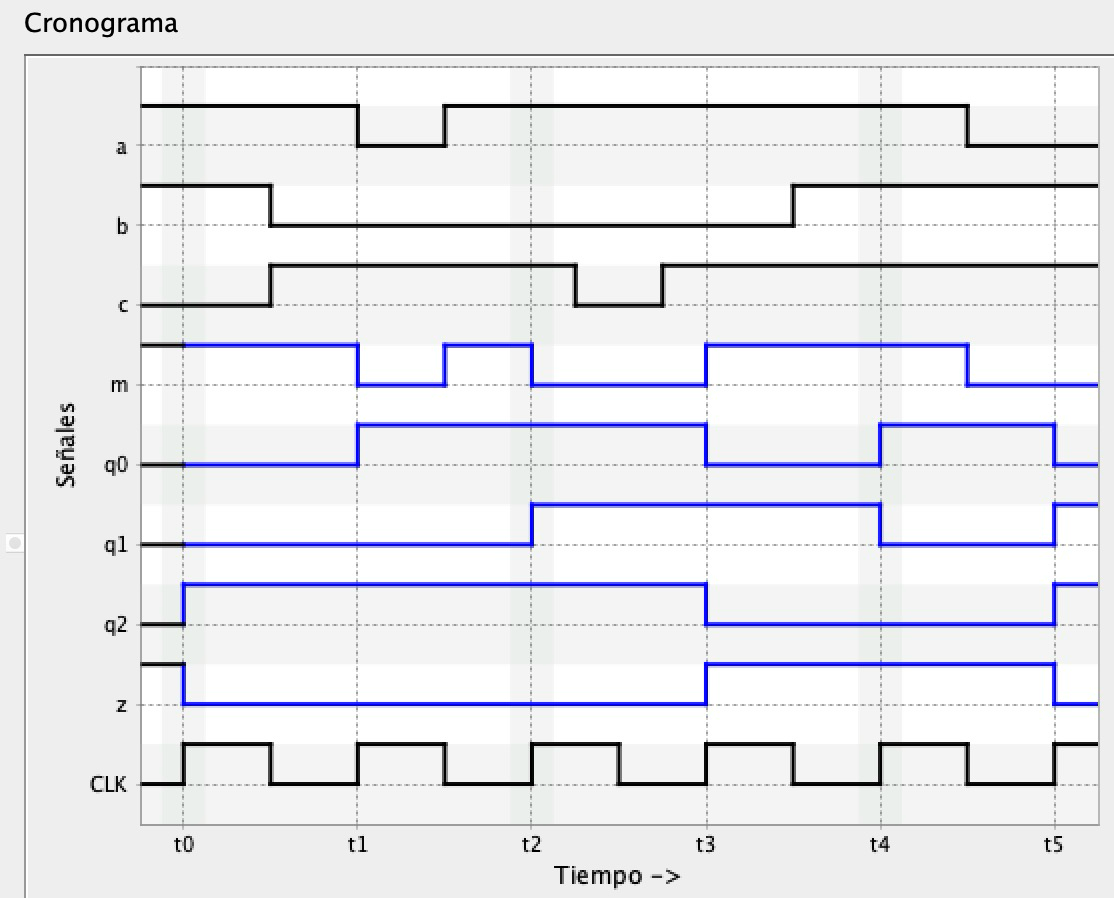 Cronograma
a
b
c
m
q0
q1
q2
z
CLK
Señales
t0 t1 t2 t3 t4 t5
Tiempo ->